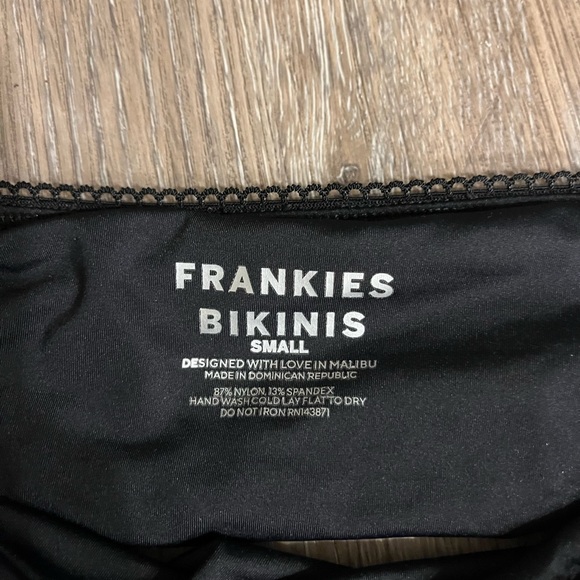 FRANKIES
BIKINIS
SMALL
DESIGNED WITH LOVE IN MALIBU
MADE IN DOMINICAN REPUBLIC
87% NYLON, 13% SPANDEX
HAND WASH COLD LAY FLAT TO DRY
DO NOT IRON RN143871